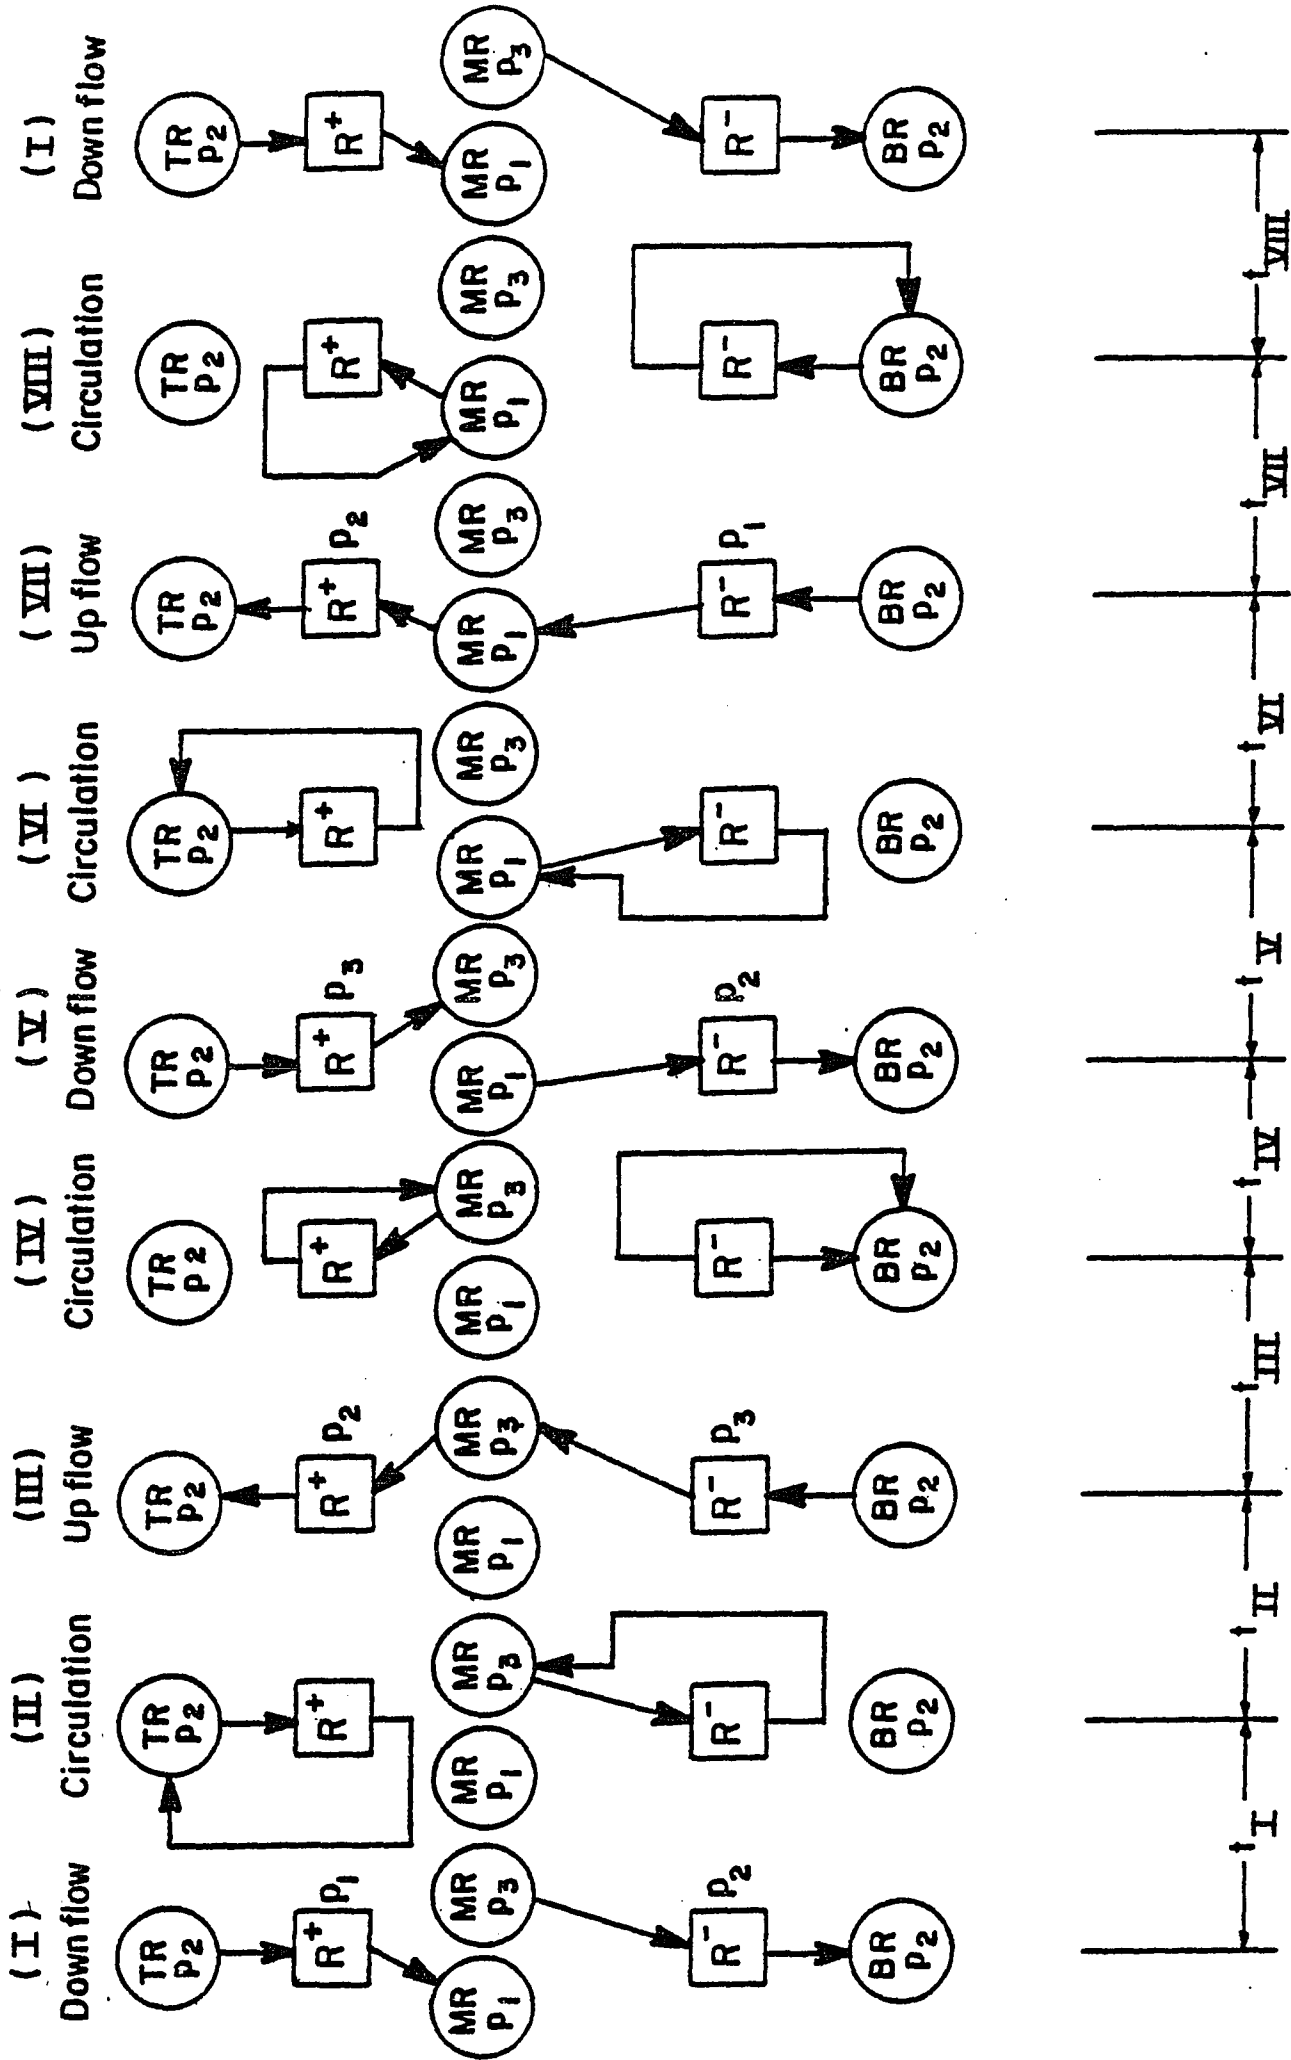 (I) (II) (III) (IV) (V) (VI) (VII) (VIII) (I)
Down flow Circulation Up flow Circulation Down flow Circulation Up flow Circulation Down flow
TR TR TR TR TR TR TR TR TR
p2 p2 p2 p2 p2 p2 p2 p2 p2
R+ p1 R+ R+ p2 R+ R+ p3 R+ R+ p2 R+ R+
MR MR MR MR MR MR MR MR MR MR MR MR MR MR MR MR MR MR
p1 p3 p1 p3 p1 p3 p1 p3 p1 p3 p1 p3 p1 p3 p1 p3 p1 p3
R- p2 R- R- p3 R- R- p2 R- R- p1 R- R-
BR BR BR BR BR BR BR BR BR
p2 p2 p2 p2 p2 p2 p2 p2 p2
tI tII tIII tIV tV tVI tVII tVIII